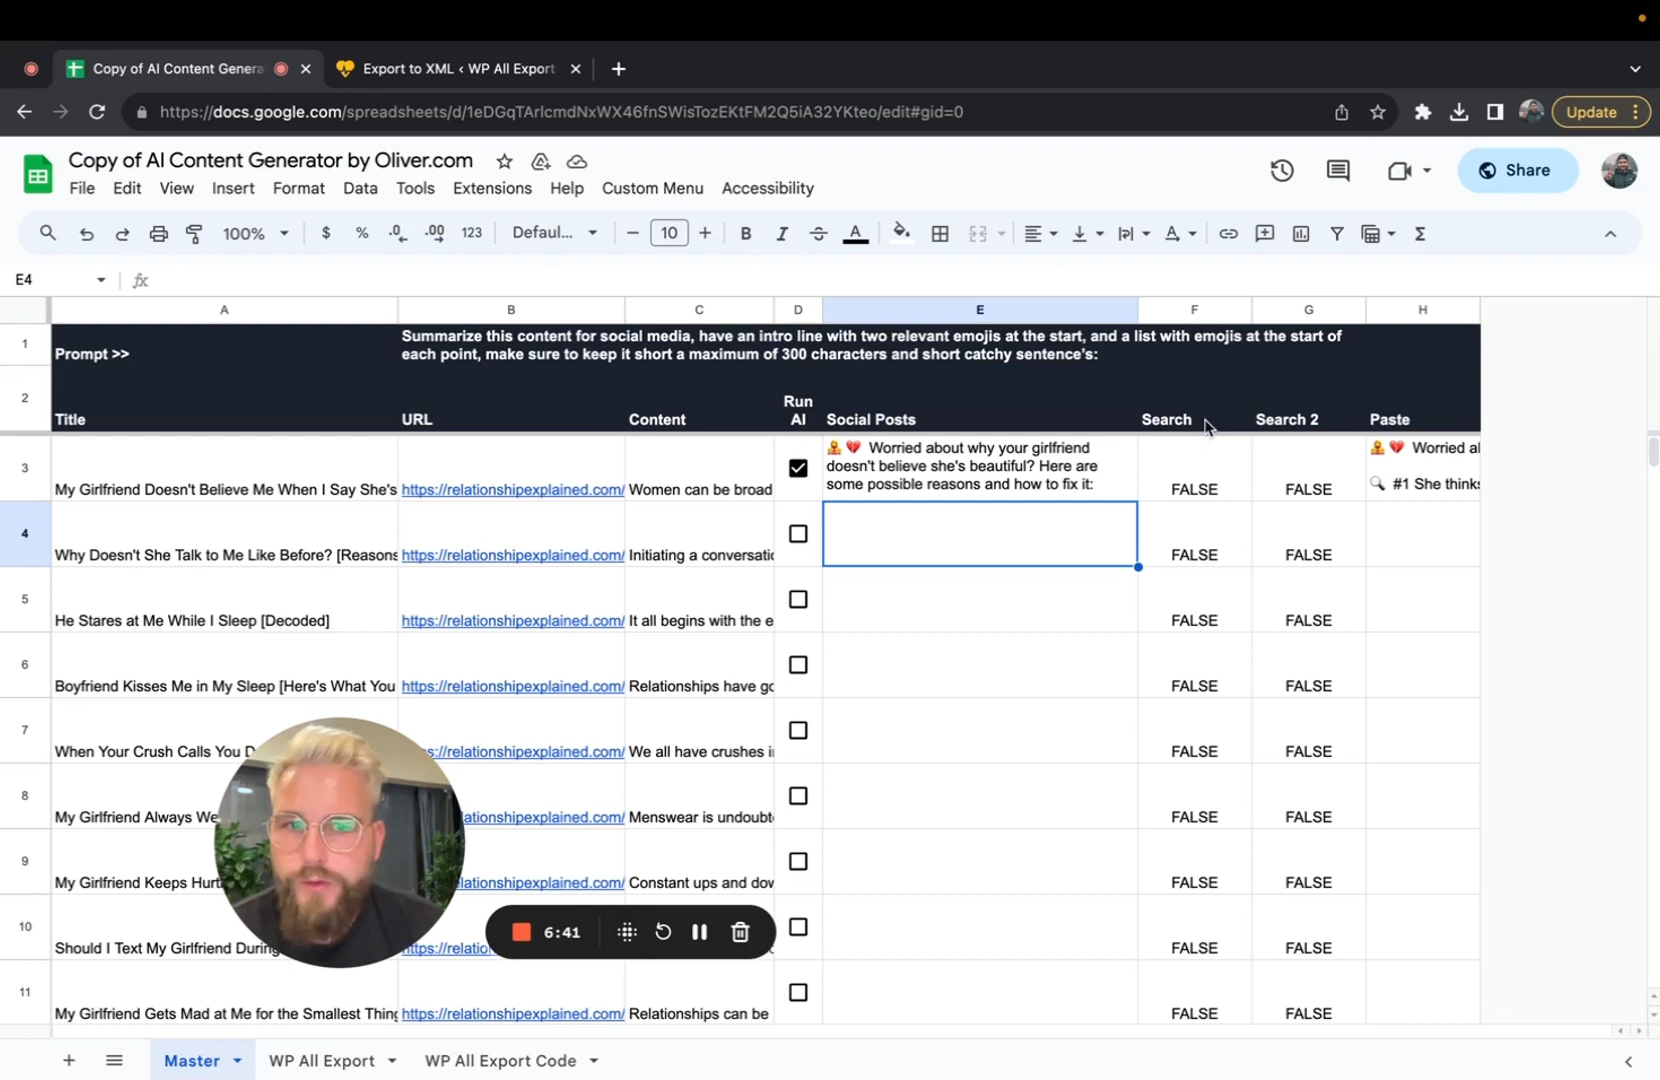 Copy of AI Content Genera
Export to XML ‹ WP All Export
https://docs.google.com/spreadsheets/d/1eDGqTArlcmdNxWX46fnSWisTozEKtFM2Q5iA32YKteo/edit#gid=0
Update
Copy of AI Content Generator by Oliver.com
File Edit View Insert Format Data Tools Extensions Help Custom Menu Accessibility
Share
100% $ % .0 .00 123 Defaul... 10 B I S A
E4 fx
A B C D E F G H
1 Prompt >> Summarize this content for social media, have an intro line with two relevant emojis at the start, and a list with emojis at the start of
each point, make sure to keep it short a maximum of 300 characters and short catchy sentence's:
2 Title URL Content Run AI Social Posts Search Search 2 Paste
3 My Girlfriend Doesn't Believe Me When I Say She's https://relationshipexplained.com/ Women can be broad 🙇💔 Worried about why your girlfriend
doesn't believe she's beautiful? Here are
some possible reasons and how to fix it: FALSE FALSE Worried al
🔍 #1 She thinks
4 Why Doesn't She Talk to Me Like Before? [Reasons https://relationshipexplained.com/ Initiating a conversatic FALSE FALSE
5 He Stares at Me While I Sleep [Decoded] https://relationshipexplained.com/ It all begins with the e FALSE FALSE
6 Boyfriend Kisses Me in My Sleep [Here's What You https://relationshipexplained.com/ Relationships have gc FALSE FALSE
7 When Your Crush Calls You D s://relationshipexplained.com/ We all have crushes i FALSE FALSE
8 My Girlfriend Always We elationshipexplained.com/ Menswear is undoubt FALSE FALSE
9 My Girlfriend Keeps Hurt elationshipexplained.com/ Constant ups and dow FALSE FALSE
10 Should I Text My Girlfriend During https://relatio FALSE FALSE
6:41
11 My Girlfriend Gets Mad at Me for the Smallest Thing https://relationshipexplained.com/ Relationships can be FALSE FALSE
Master WP All Export WP All Export Code